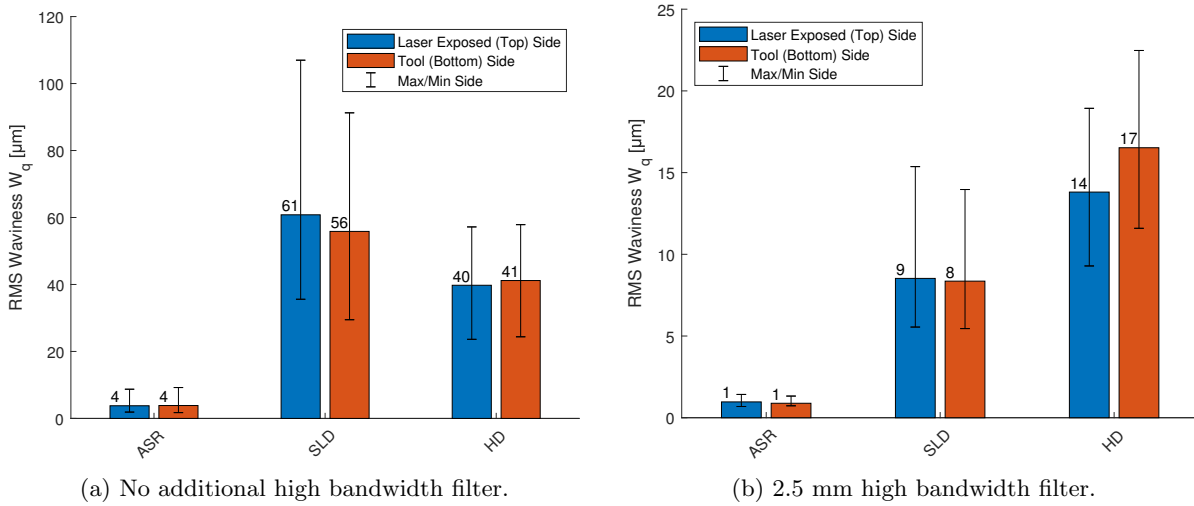 RMS Waviness W_q [µm]
120
100
80
60
40
20
0
Laser Exposed (Top) Side
Tool (Bottom) Side
Max/Min Side
4
4
61
56
40
41
ASR
SLD
HD
(a) No additional high bandwidth filter.
RMS Waviness W_q [µm]
25
20
15
10
5
0
Laser Exposed (Top) Side
Tool (Bottom) Side
Max/Min Side
1
1
9
8
14
17
ASR
SLD
HD
(b) 2.5 mm high bandwidth filter.